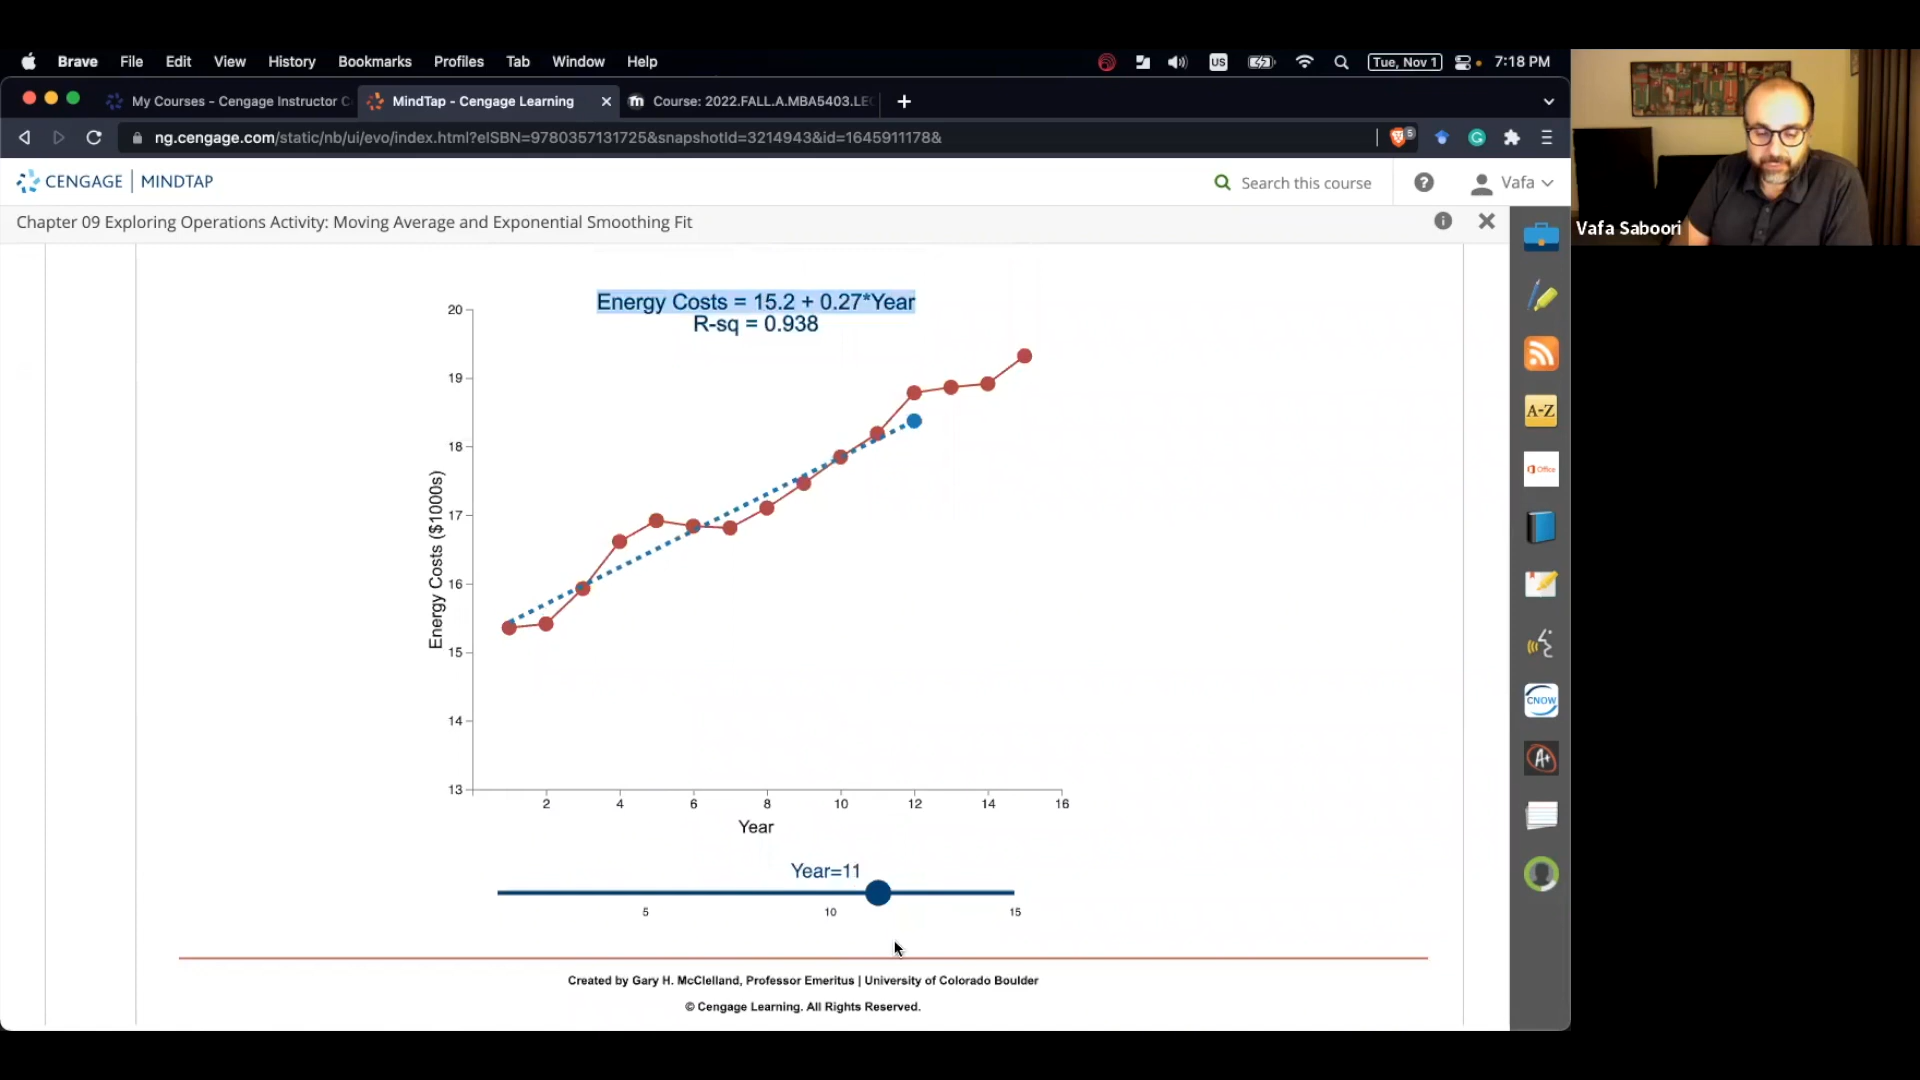 Brave File Edit View History Bookmarks Profiles Tab Window Help US Tue, Nov 1 7:18 PM
My Courses - Cengage Instructor C MindTap - Cengage Learning Course: 2022.FALL.A.MBA5403.LEC
ng.cengage.com/static/nb/ui/evo/index.html?eISBN=9780357131725&snapshotId=3214943&id=1645911178& 5
CENGAGE MINDTAP Search this course Vafa
Chapter 09 Exploring Operations Activity: Moving Average and Exponential Smoothing Fit
Vafa Saboori
Energy Costs = 15.2 + 0.27*Year
R-sq = 0.938
20
19
18
17
16
15
14
13
Energy Costs ($1000s)
2 4 6 8 10 12 14 16
Year
Year=11
5 10 15
Created by Gary H. McClelland, Professor Emeritus | University of Colorado Boulder
© Cengage Learning. All Rights Reserved.
A-Z
Office
CNOW
A+